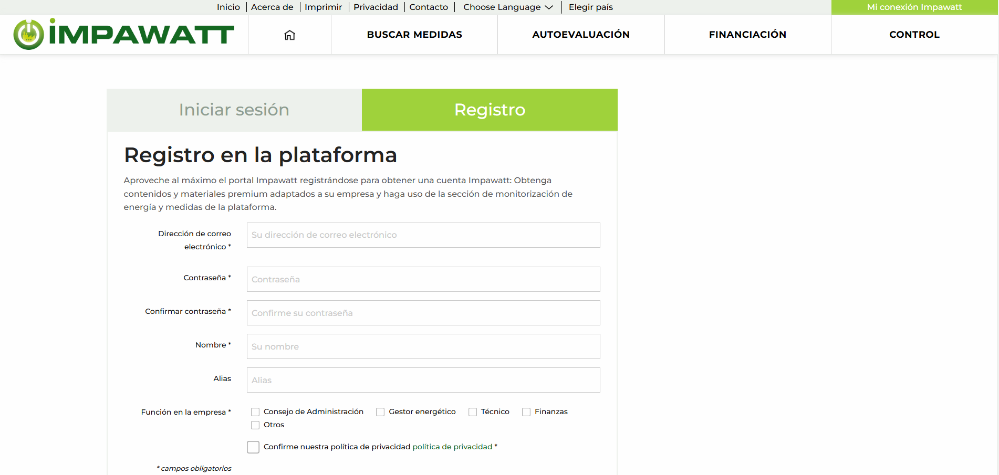 Inicio Acerca de Imprimir Privacidad Contacto Choose Language Elegir país Mi conexión Impawatt
IMPAWATT BUSCAR MEDIDAS AUTOEVALUACIÓN FINANCIACIÓN CONTROL
Iniciar sesión Registro
Registro en la plataforma
Aproveche al máximo el portal Impawatt registrándose para obtener una cuenta Impawatt: Obtenga
contenidos y materiales premium adaptados a su empresa y haga uso de la sección de monitorización de
energía y medidas de la plataforma.
Dirección de correo
electrónico *
Su dirección de correo electrónico
Contraseña * Contraseña
Confirmar contraseña * Confirme su contraseña
Nombre * Su nombre
Alias Alias
Función en la empresa * Consejo de Administración Gestor energético Técnico Finanzas
Otros
Confirme nuestra política de privacidad política de privacidad *
* campos obligatorios